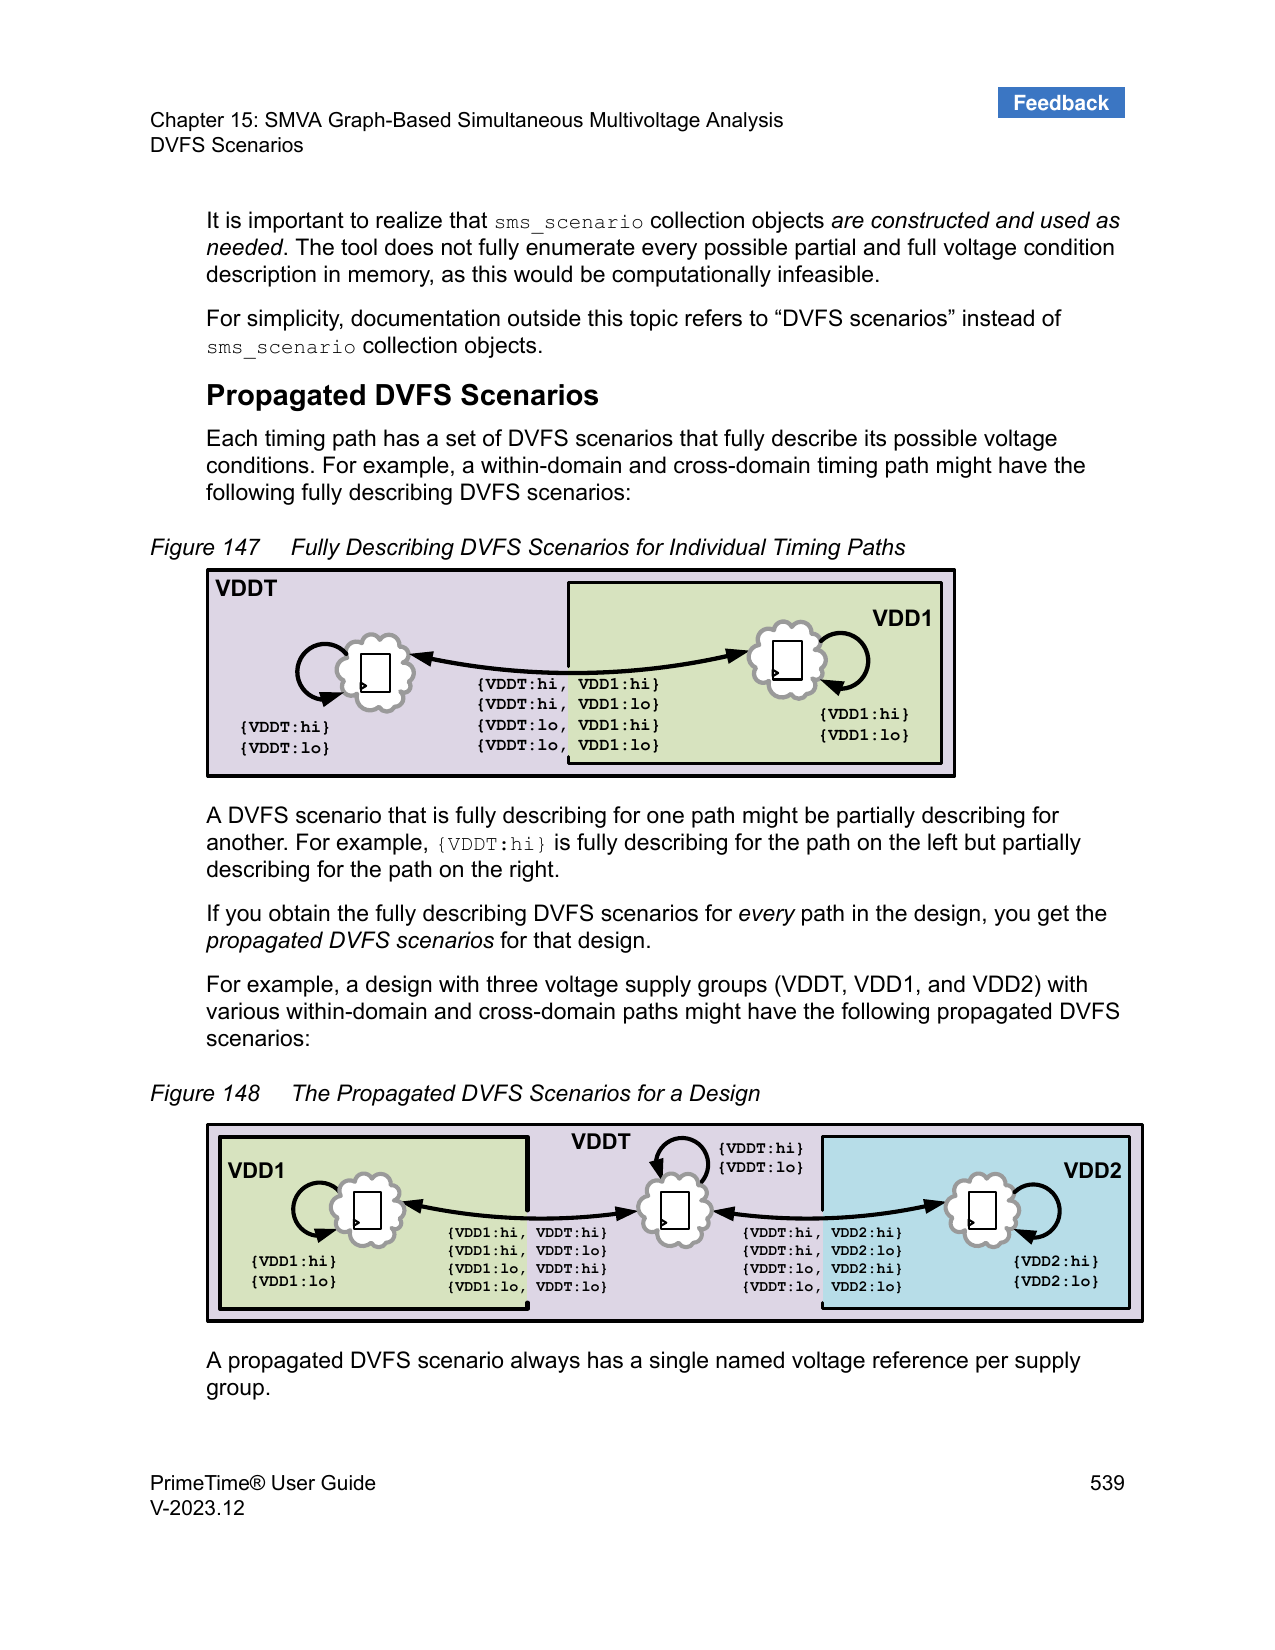 Feedback
Chapter 15: SMVA Graph-Based Simultaneous Multivoltage Analysis
DVFS Scenarios
It is important to realize that sms_scenario collection objects are constructed and used as
needed. The tool does not fully enumerate every possible partial and full voltage condition
description in memory, as this would be computationally infeasible.
For simplicity, documentation outside this topic refers to “DVFS scenarios” instead of
sms_scenario collection objects.
Propagated DVFS Scenarios
Each timing path has a set of DVFS scenarios that fully describe its possible voltage
conditions. For example, a within-domain and cross-domain timing path might have the
following fully describing DVFS scenarios:
Figure 147 Fully Describing DVFS Scenarios for Individual Timing Paths
VDDT
VDD1
{VDDT:hi}
{VDDT:lo}
{VDDT:hi, VDD1:hi}
{VDDT:hi, VDD1:lo}
{VDDT:lo, VDD1:hi}
{VDDT:lo, VDD1:lo}
{VDD1:hi}
{VDD1:lo}
A DVFS scenario that is fully describing for one path might be partially describing for
another. For example, {VDDT:hi} is fully describing for the path on the left but partially
describing for the path on the right.
If you obtain the fully describing DVFS scenarios for every path in the design, you get the
propagated DVFS scenarios for that design.
For example, a design with three voltage supply groups (VDDT, VDD1, and VDD2) with
various within-domain and cross-domain paths might have the following propagated DVFS
scenarios:
Figure 148 The Propagated DVFS Scenarios for a Design
VDD1
VDDT
{VDDT:hi}
{VDDT:lo}
VDD2
{VDD1:hi}
{VDD1:lo}
{VDD1:hi, VDDT:hi}
{VDD1:hi, VDDT:lo}
{VDD1:lo, VDDT:hi}
{VDD1:lo, VDDT:lo}
{VDDT:hi, VDD2:hi}
{VDDT:hi, VDD2:lo}
{VDDT:lo, VDD2:hi}
{VDDT:lo, VDD2:lo}
{VDD2:hi}
{VDD2:lo}
A propagated DVFS scenario always has a single named voltage reference per supply
group.
PrimeTime® User Guide 539
V-2023.12